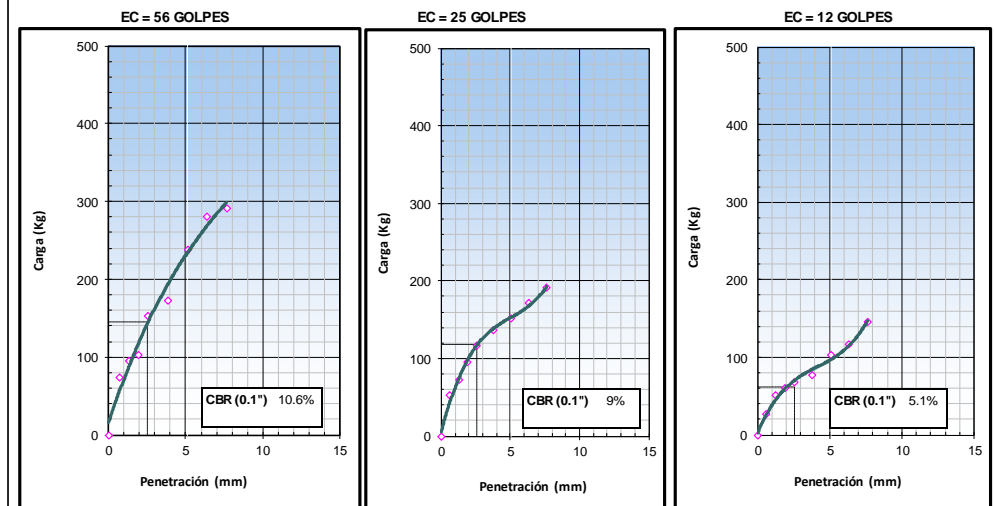 EC = 56 GOLPES
500
400
300
200
100
0
0 5 10 15
Carga (Kg)
Penetración (mm)
CBR (0.1") 10.6%
EC = 25 GOLPES
500
400
300
200
100
0
0 5 10 15
Carga (Kg)
Penetración (mm)
CBR (0.1") 9%
EC = 12 GOLPES
500
400
300
200
100
0
0 5 10 15
Carga (Kg)
Penetración (mm)
CBR (0.1") 5.1%